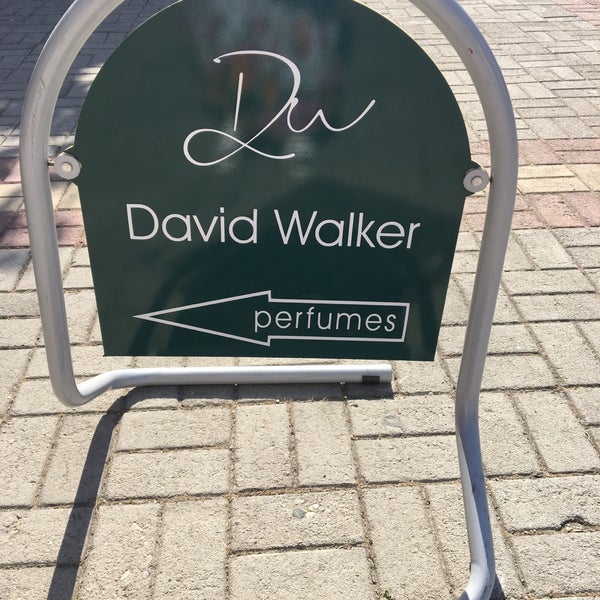 Dw
David Walker
perfumes